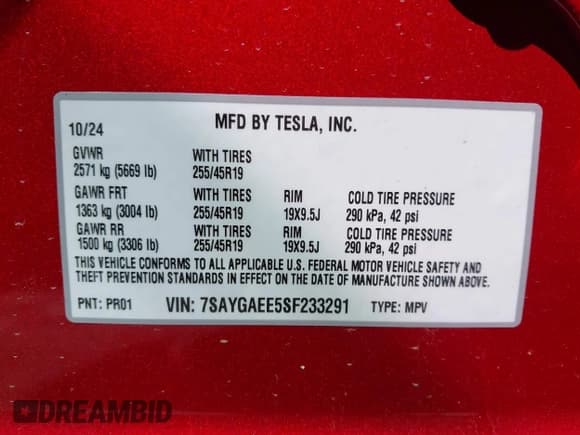 MFD BY TESLA, INC.
10/24
GVWR WITH TIRES
2571 kg (5669 lb) 255/45R19
GAWR FRT WITH TIRES RIM COLD TIRE PRESSURE
1363 kg (3004 lb) 255/45R19 19X9.5J 290 kPa, 42 psi
GAWR RR WITH TIRES RIM COLD TIRE PRESSURE
1500 kg (3306 lb) 255/45R19 19X9.5J 290 kPa, 42 psi
THIS VEHICLE CONFORMS TO ALL APPLICABLE U.S. FEDERAL MOTOR VEHICLE SAFETY AND
THEFT PREVENTION STANDARDS IN EFFECT ON THE DATE OF MANUFACTURE SHOWN ABOVE.
PNT: PR01 VIN: 7SAYGAEE5SF233291 TYPE: MPV
DREAMBID